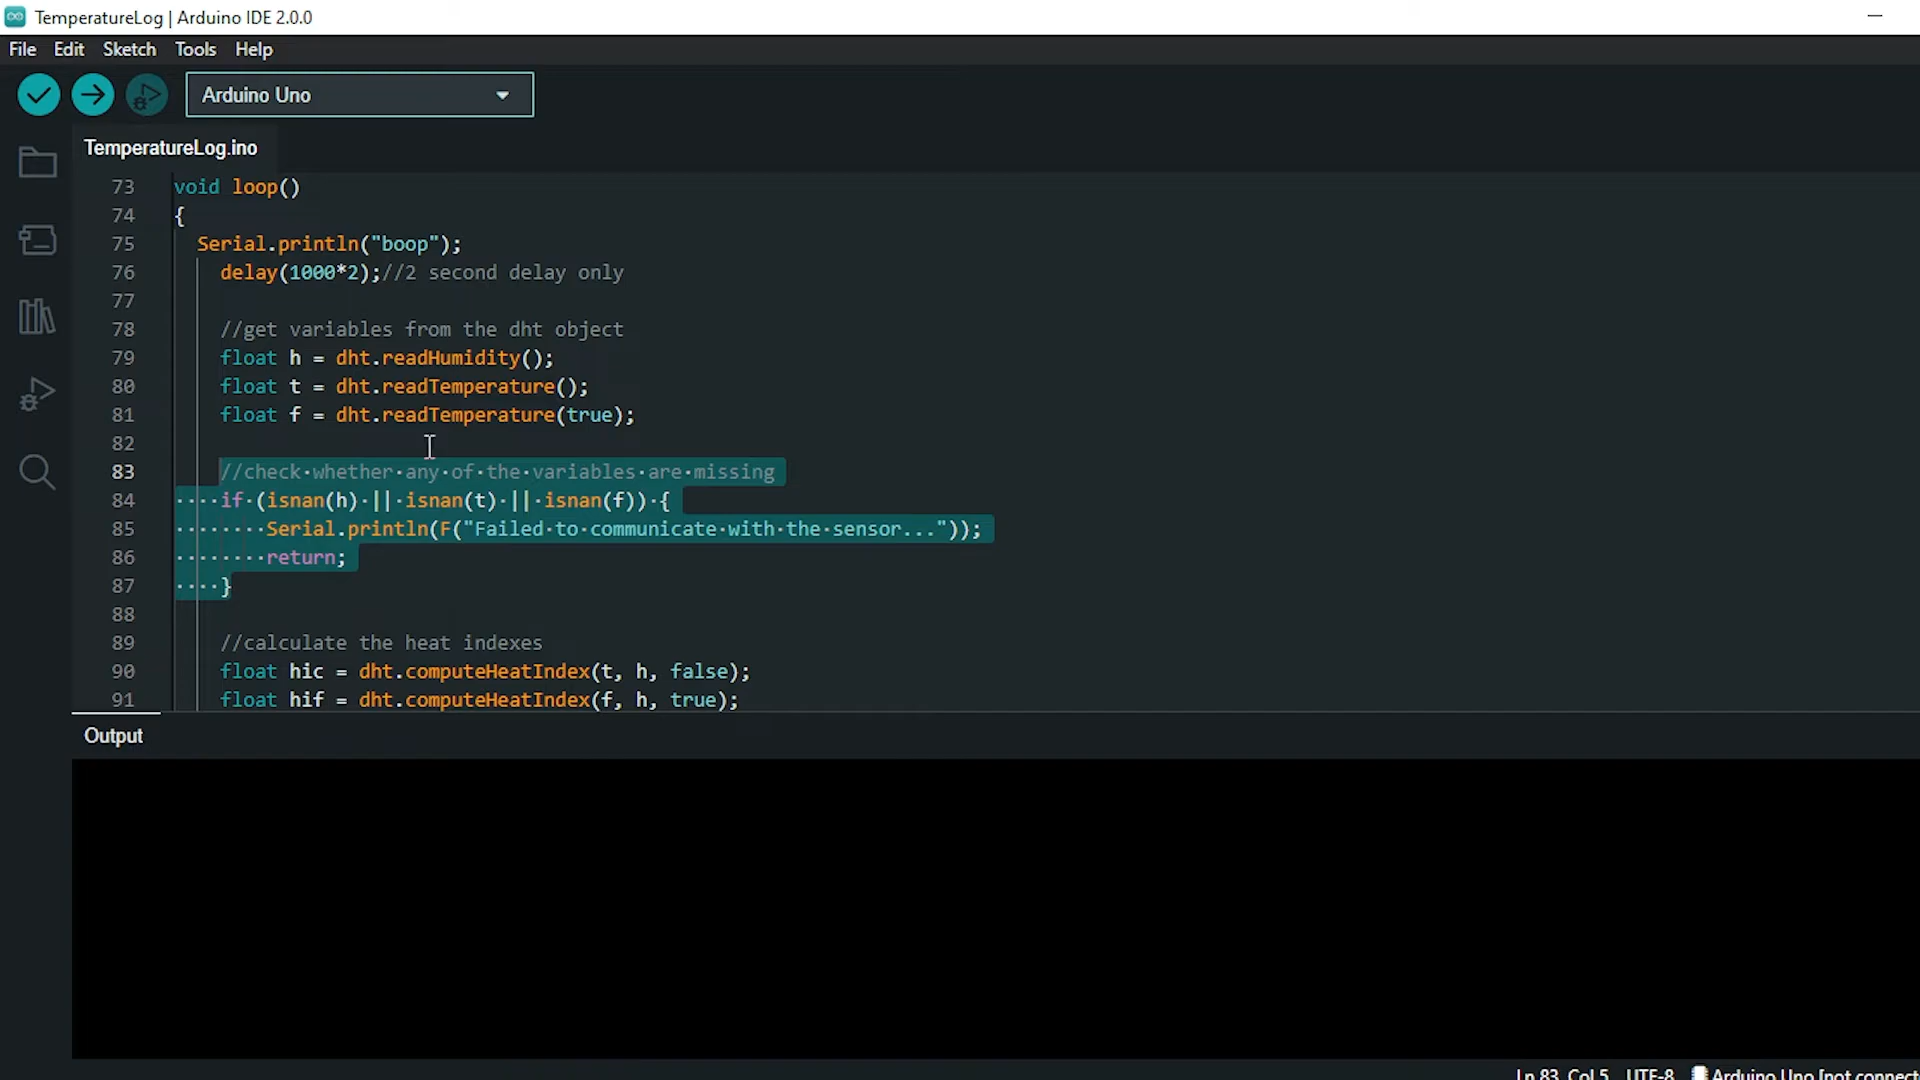 TemperatureLog | Arduino IDE 2.0.0
File Edit Sketch Tools Help
Arduino Uno
TemperatureLog.ino
73 void loop()
74 {
75 Serial.println("boop");
76 delay(1000*2);//2 second delay only
77
78 //get variables from the dht object
79 float h = dht.readHumidity();
80 float t = dht.readTemperature();
81 float f = dht.readTemperature(true);
82
83 //check·whether·any·of·the·variables·are·missing
84 ····if·(isnan(h)·||·isnan(t)·||·isnan(f))·{
85 ········Serial.println(F("Failed·to·communicate·with·the·sensor..."));
86 ········return;
87 ····}
88
89 //calculate the heat indexes
90 float hic = dht.computeHeatIndex(t, h, false);
91 float hif = dht.computeHeatIndex(f, h, true);
Output
Ln 83, Col 5 UTF-8 Arduino Uno [not connect